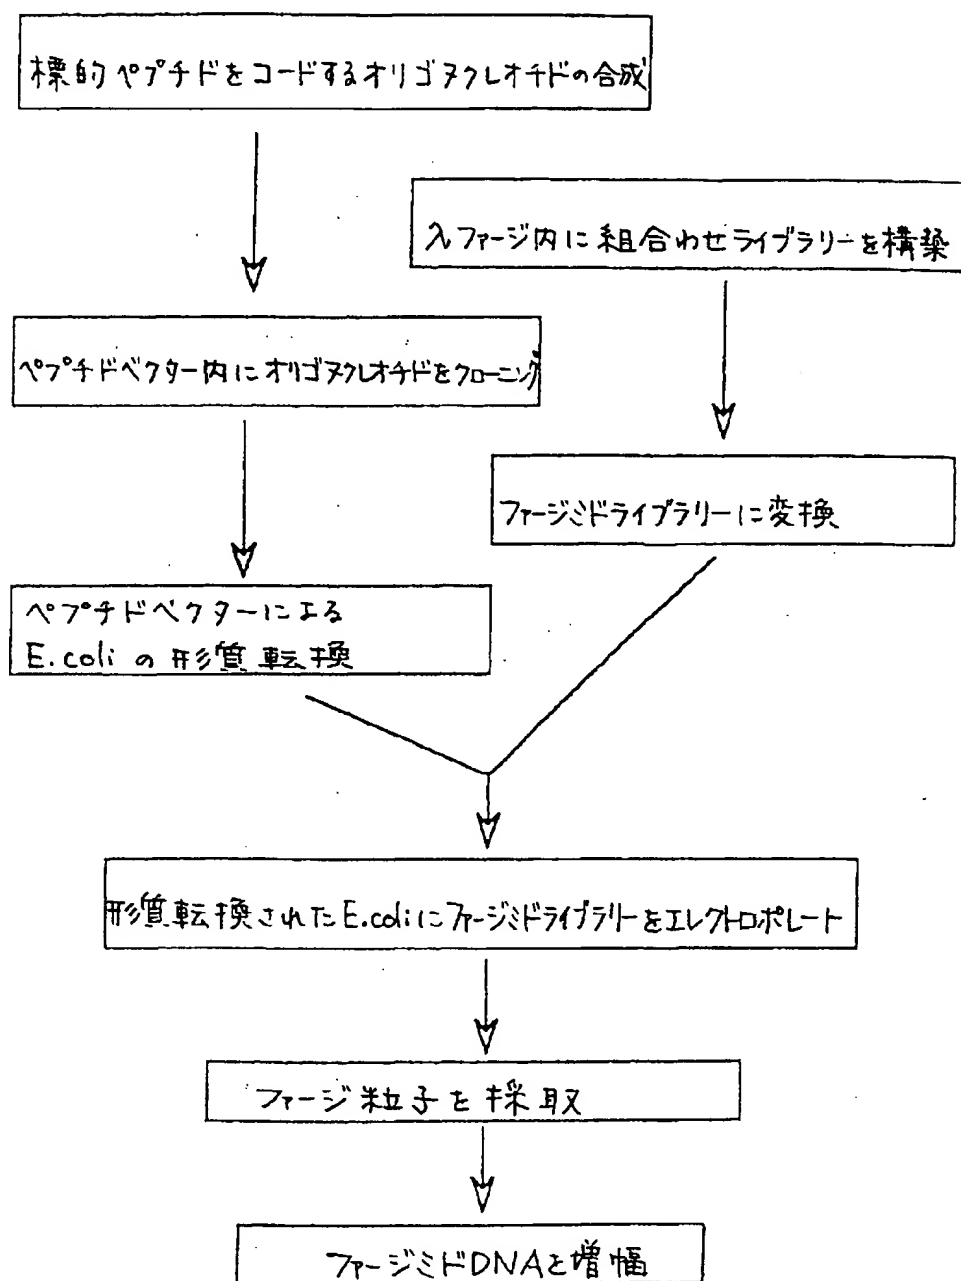 標的ペプチドをコードするオリゴヌクレオチドの合成
λファージ内に組合わせライブラリーを構築
ペプチドベクター内にオリゴヌクレオチドをクローニング
ファージミドライブラリーに変換
ペプチドベクターによる
E.coli の形質転換
形質転換されたE.coliにファージミドライブラリーをエレクトロポレート
ファージ粒子を採取
ファージミドDNAを増幅